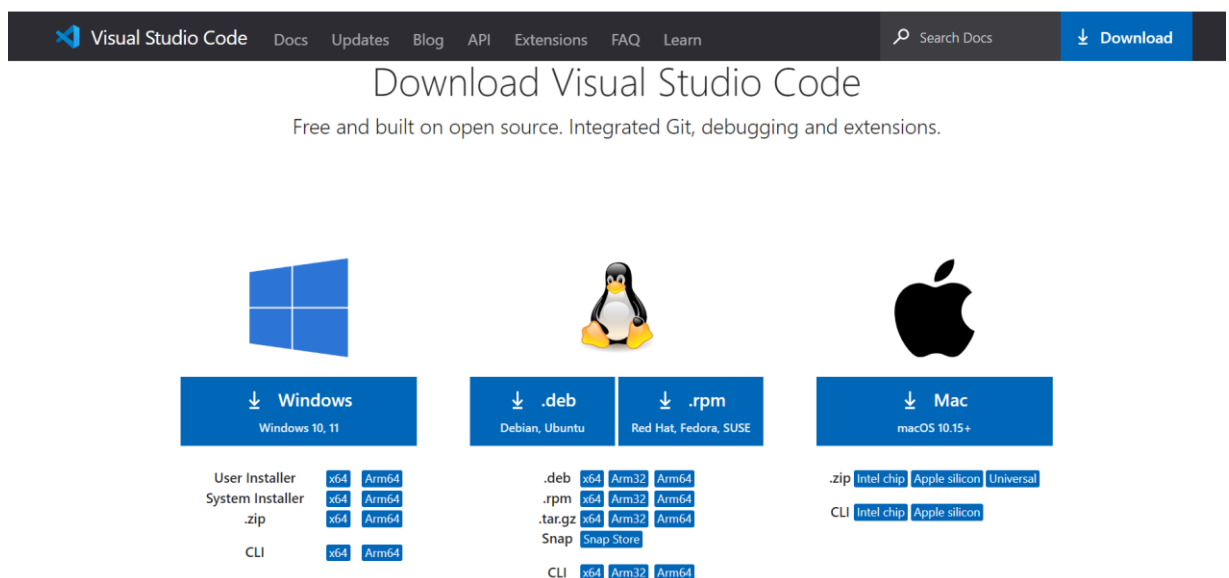 Visual Studio Code Docs Updates Blog API Extensions FAQ Learn Search Docs Download
Download Visual Studio Code
Free and built on open source. Integrated Git, debugging and extensions.
Windows
Windows 10, 11
User Installer x64 Arm64
System Installer x64 Arm64
.zip x64 Arm64
CLI x64 Arm64
.deb
Debian, Ubuntu
.rpm
Red Hat, Fedora, SUSE
.deb x64 Arm32 Arm64
.rpm x64 Arm32 Arm64
.tar.gz x64 Arm32 Arm64
Snap Snap Store
CLI x64 Arm32 Arm64
Mac
macOS 10.15+
.zip Intel chip Apple silicon Universal
CLI Intel chip Apple silicon